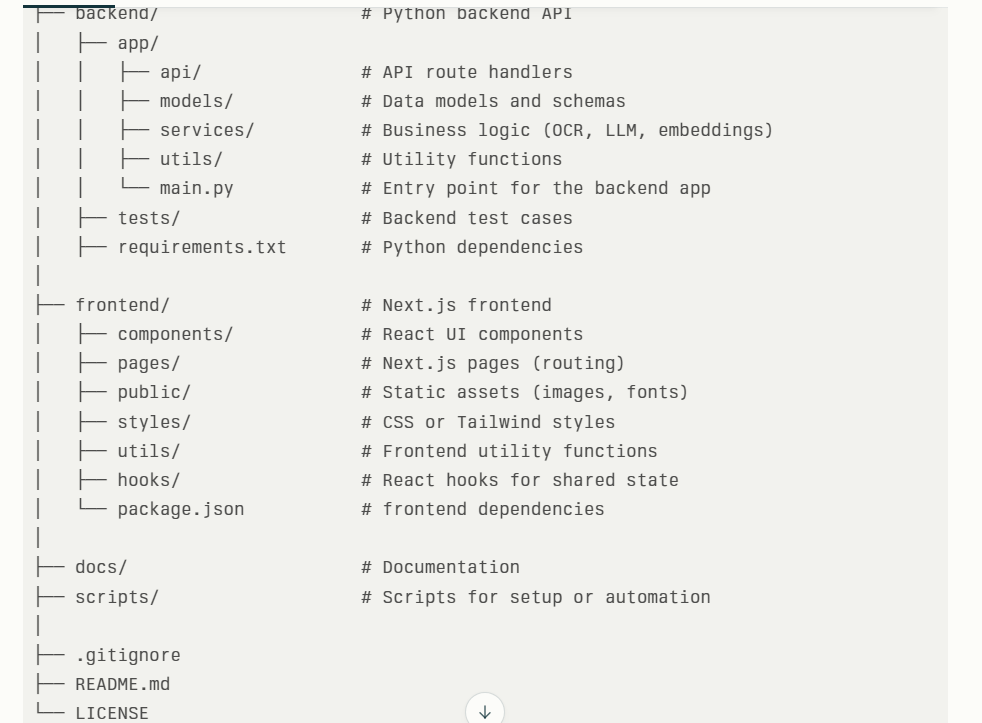 ├── backend/                # Python backend API
│   ├── app/
│   │   ├── api/               # API route handlers
│   │   ├── models/            # Data models and schemas
│   │   ├── services/          # Business logic (OCR, LLM, embeddings)
│   │   ├── utils/             # Utility functions
│   │   └── main.py            # Entry point for the backend app
│   ├── tests/                 # Backend test cases
│   ├── requirements.txt       # Python dependencies
│
├── frontend/                  # Next.js frontend
│   ├── components/            # React UI components
│   ├── pages/                 # Next.js pages (routing)
│   ├── public/                # Static assets (images, fonts)
│   ├── styles/                # CSS or Tailwind styles
│   ├── utils/                 # Frontend utility functions
│   ├── hooks/                 # React hooks for shared state
│   └── package.json           # frontend dependencies
│
├── docs/                      # Documentation
├── scripts/                   # Scripts for setup or automation
│
├── .gitignore
├── README.md
└── LICENSE